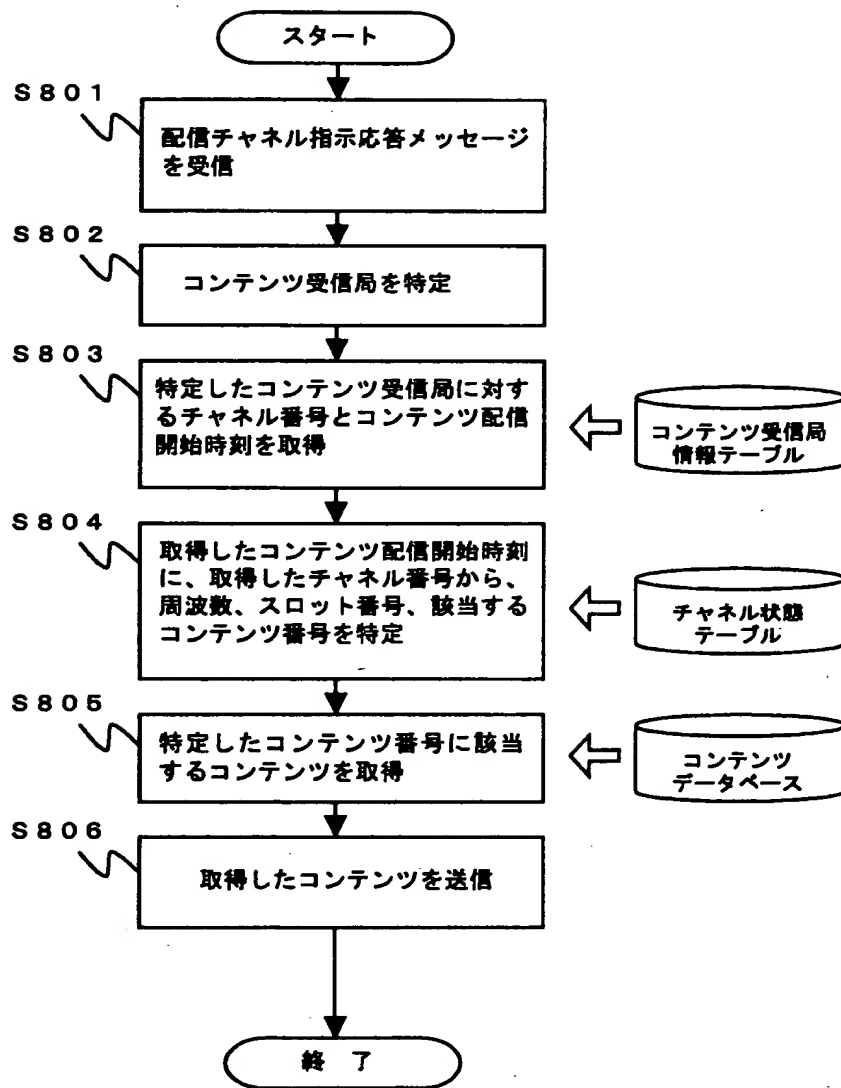 スタート
S801
配信チャネル指示応答メッセージ
を受信
S802
コンテンツ受信局を特定
S803
特定したコンテンツ受信局に対す
るチャネル番号とコンテンツ配信
開始時刻を取得
コンテンツ受信局
情報テーブル
S804
取得したコンテンツ配信開始時刻
に、取得したチャネル番号から、
周波数、スロット番号、該当する
コンテンツ番号を特定
チャネル状態
テーブル
S805
特定したコンテンツ番号に該当
するコンテンツを取得
コンテンツ
データベース
S806
取得したコンテンツを送信
終 了